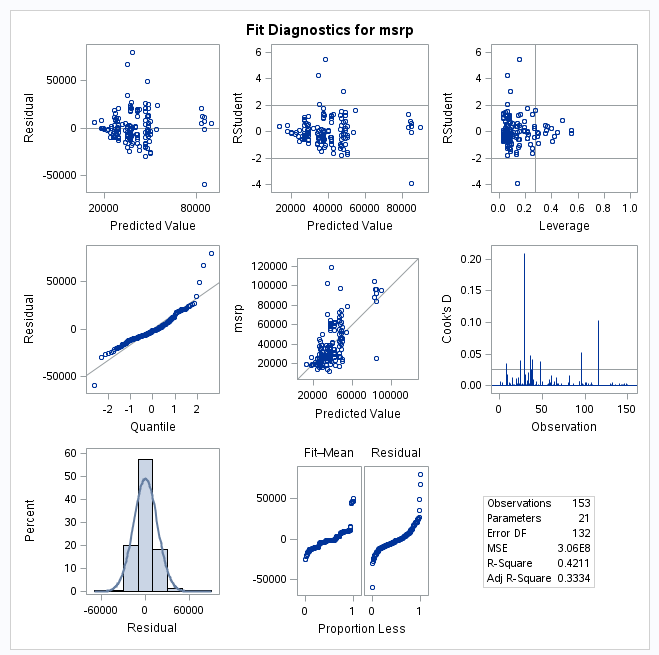 Fit Diagnostics for msrp
Residual
50000
0
-50000
20000 80000
Predicted Value
RStudent
6
4
2
0
-2
-4
20000 40000 60000 80000
Predicted Value
RStudent
6
4
2
0
-2
-4
0.0 0.2 0.4 0.6 0.8 1.0
Leverage
Residual
50000
0
-50000
-2 -1 0 1 2
Quantile
msrp
120000
100000
80000
60000
40000
20000
20000 60000 100000
Predicted Value
Cook's D
0.20
0.15
0.10
0.05
0.00
0 50 100 150
Observation
Percent
60
50
40
30
20
10
0
-60000 0 60000
Residual
Fit–Mean Residual
50000
0
-50000
0 1 0 1
Proportion Less
Observations 153
Parameters 21
Error DF 132
MSE 3.06E8
R-Square 0.4211
Adj R-Square 0.3334